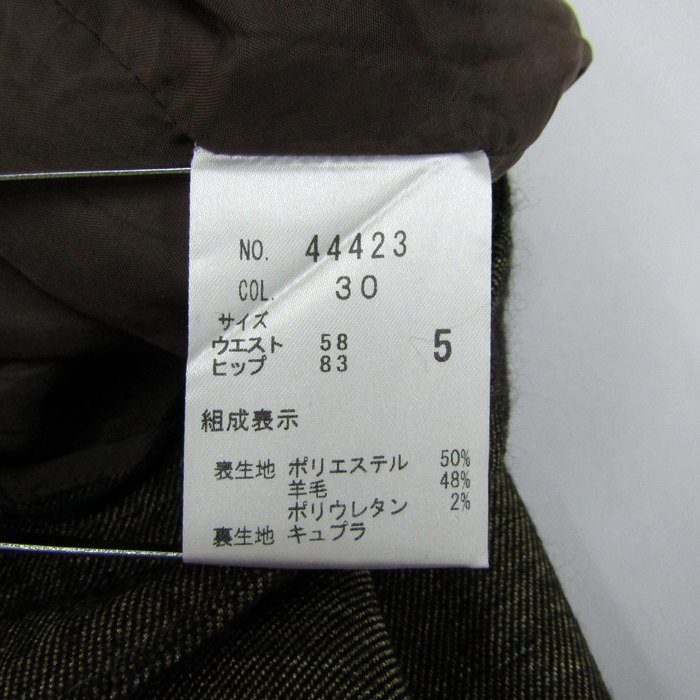 NO. 44423
COL. 30
サイズ
ウエスト 58
ヒップ 83
5
組成表示
表生地 ポリエステル 50%
羊毛 48%
ポリウレタン 2%
裏生地 キュプラ